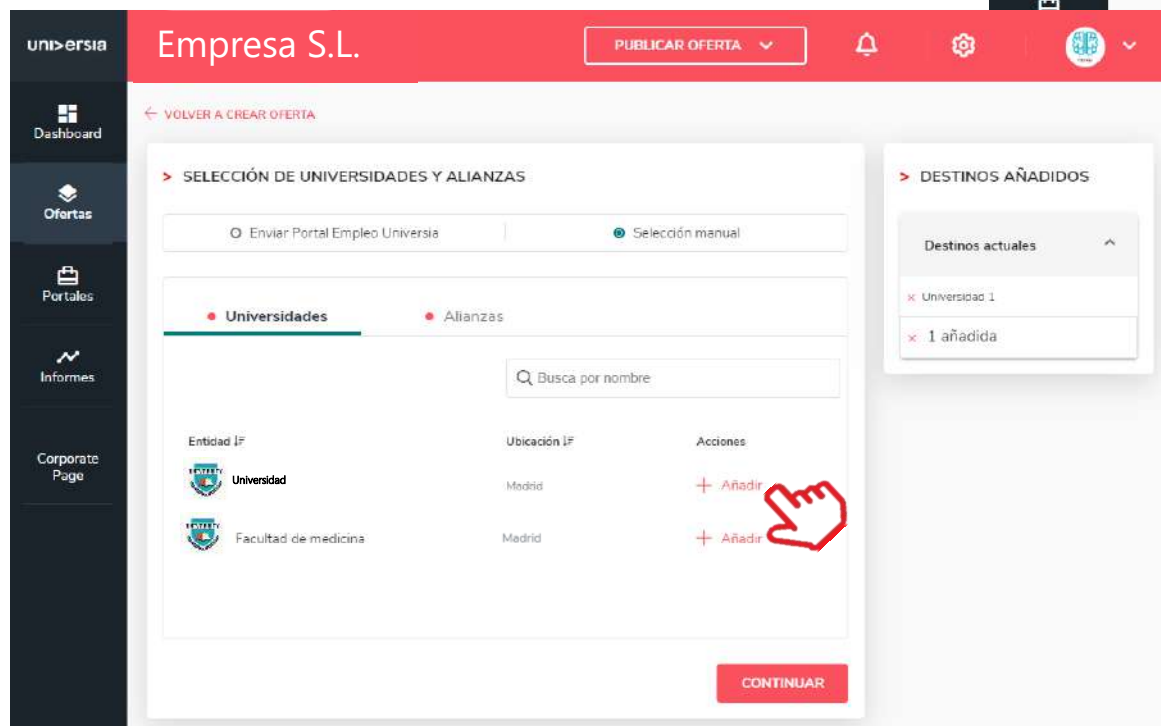 unı>ersıa
Empresa S.L.
PUBLICAR OFERTA
Dashboard
Ofertas
Portales
Informes
Corporate
Page
VOLVER A CREAR OFERTA
> SELECCIÓN DE UNIVERSIDADES Y ALIANZAS
Enviar Portal Empleo Universia
Selección manual
Universidades
Alianzas
Busca por nombre
Entidad
Ubicación
Acciones
Universidad
Madrid
+ Añadir
Facultad de medicina
Madrid
+ Añadir
CONTINUAR
> DESTINOS AÑADIDOS
Destinos actuales
× Universidad 1
× 1 añadida